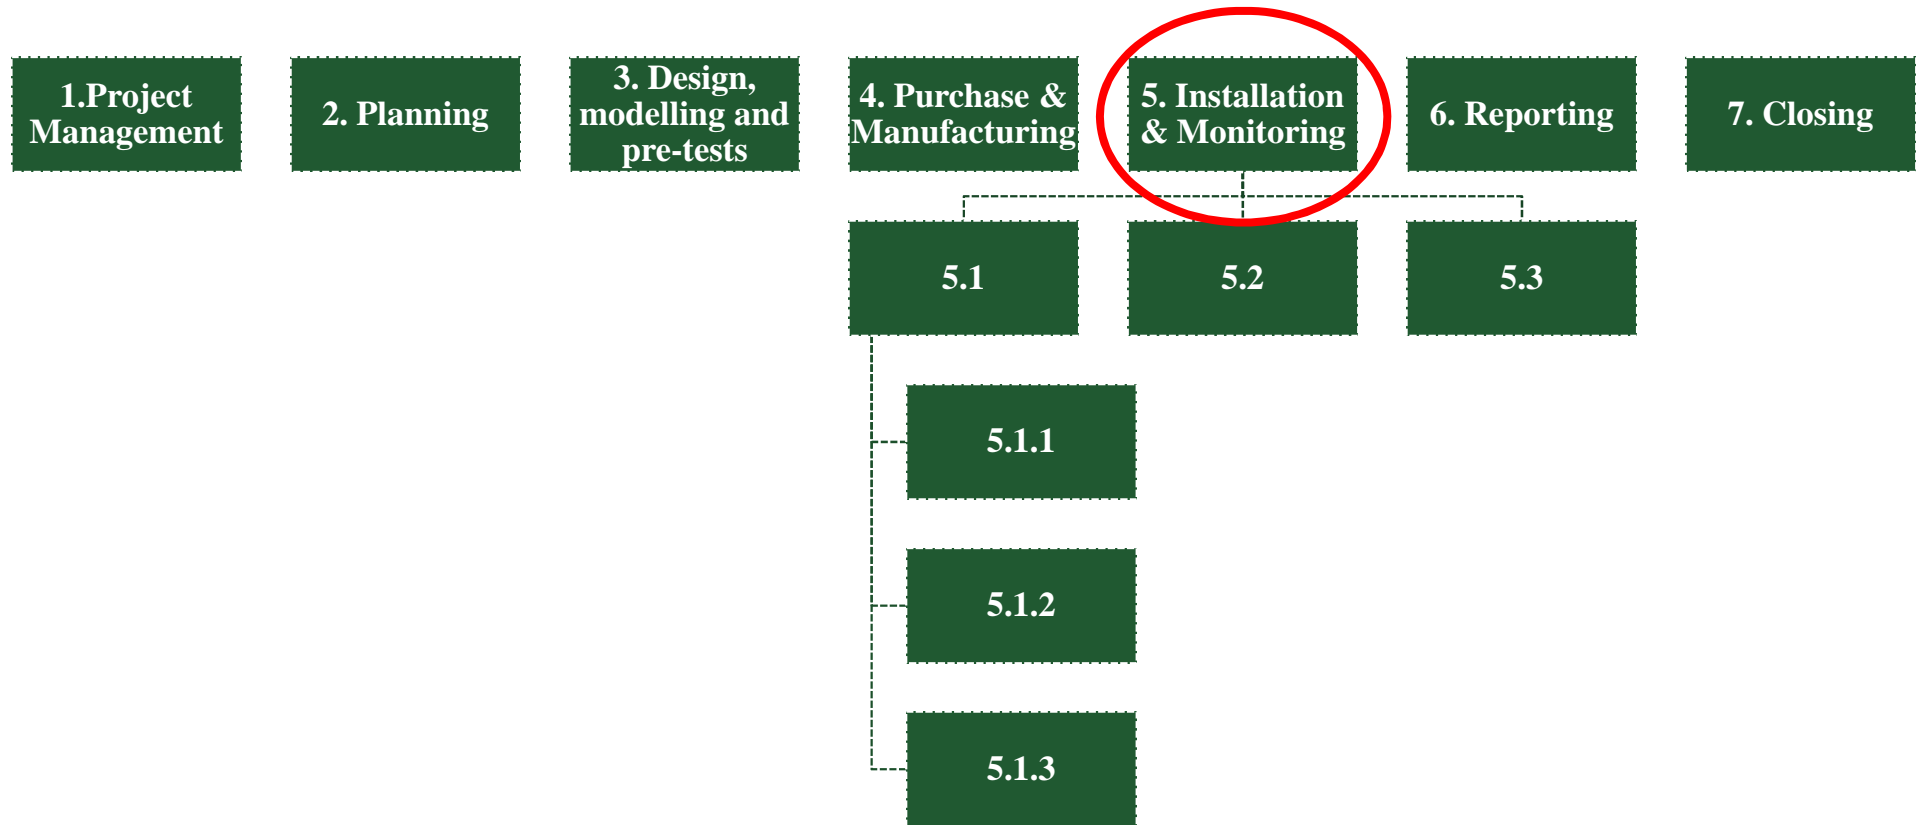 1.Project
Management
2. Planning
3. Design,
modelling and
pre-tests
4. Purchase &
Manufacturing
5. Installation
& Monitoring
6. Reporting
7. Closing
5.1
5.2
5.3
5.1.1
5.1.2
5.1.3